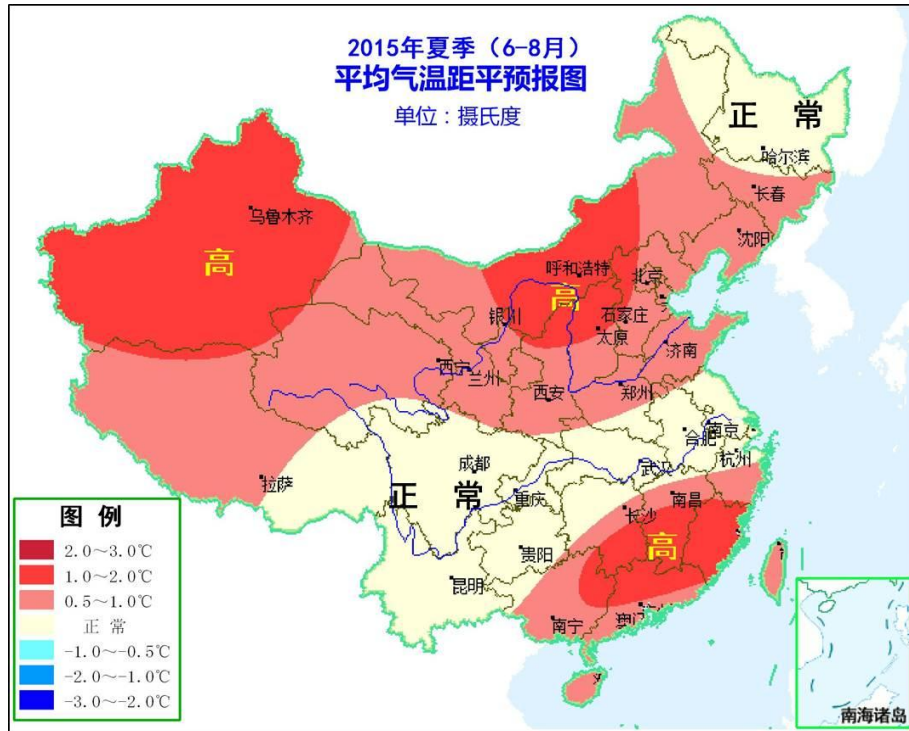 2015年夏季（6-8月）
平均气温距平预报图
单位：摄氏度
正 常
哈尔滨
长春
沈阳
乌鲁木齐
高
呼和浩特
高
北京
银川
石家庄
太原
济南
西宁
兰州
西安
郑州
南京
合肥
杭州
拉萨
成都
武汉
正 常
重庆
南昌
长沙
高
贵阳
昆明
南宁
澳门
图 例
2.0～3.0℃
1.0～2.0℃
0.5～1.0℃
正 常
-1.0～-0.5℃
-2.0～-1.0℃
-3.0～-2.0℃
南海诸岛